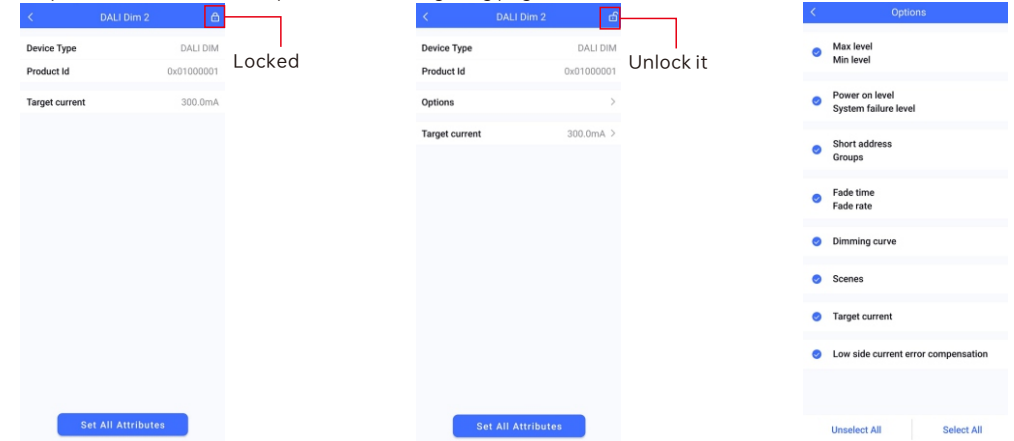 DALI Dim 2
Device Type DALI DIM
Product Id 0x01000001
Target current 300.0mA
Set All Attributes
Locked
DALI Dim 2
Device Type DALI DIM
Product Id 0x01000001
Options
Target current 300.0mA
Set All Attributes
Unlock it
Options
Max level
Min level
Power on level
System failure level
Short address
Groups
Fade time
Fade rate
Dimming curve
Scenes
Target current
Low side current error compensation
Unselect All Select All